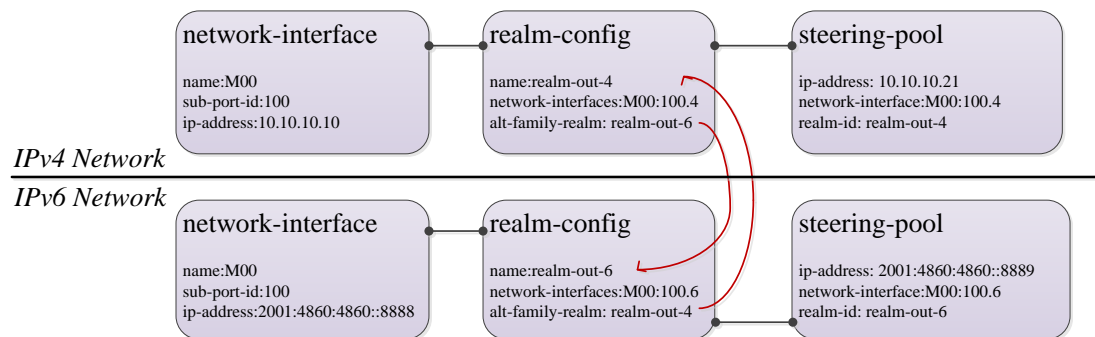 network-interface
name:M00
sub-port-id:100
ip-address:10.10.10.10
realm-config
name:realm-out-4
network-interfaces:M00:100.4
alt-family-realm: realm-out-6
steering-pool
ip-address: 10.10.10.21
network-interface:M00:100.4
realm-id: realm-out-4
IPv4 Network
IPv6 Network
network-interface
name:M00
sub-port-id:100
ip-address:2001:4860:4860::8888
realm-config
name:realm-out-6
network-interfaces:M00:100.6
alt-family-realm: realm-out-4
steering-pool
ip-address: 2001:4860:4860::8889
network-interface:M00:100.6
realm-id: realm-out-6